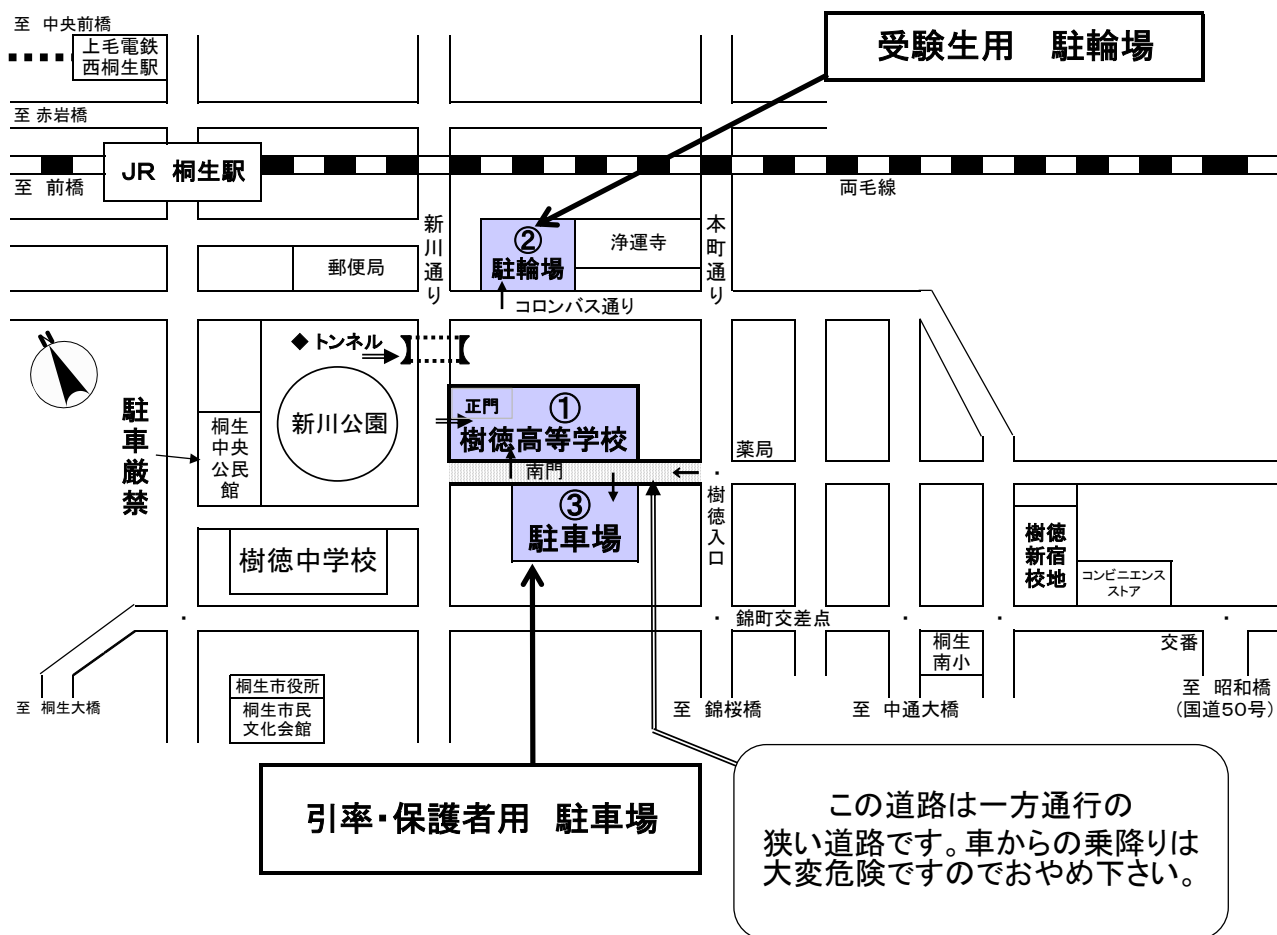 至 中央前橋
上毛電鉄
西桐生駅
受験生用 駐輪場
至 赤岩橋
JR 桐生駅
至 前橋
両毛線
新川通り
②
駐輪場
浄運寺
本町通り
郵便局
コロンバス通り
N
◆トンネル
駐車厳禁
桐生
中央
公民
館
新川公園
正門
①
樹徳高等学校
薬局
南門
・樹徳入口
③
駐車場
樹徳中学校
樹徳
新宿
校地
コンビニエンス
ストア
・
・錦町交差点
・
・
・
桐生
南小
交番
桐生市役所
桐生市民
文化会館
至 桐生大橋
至 錦桜橋
至 中通大橋
至 昭和橋
(国道50号)
引率・保護者用 駐車場
この道路は一方通行の
狭い道路です。車からの乗降りは
大変危険ですのでおやめ下さい。